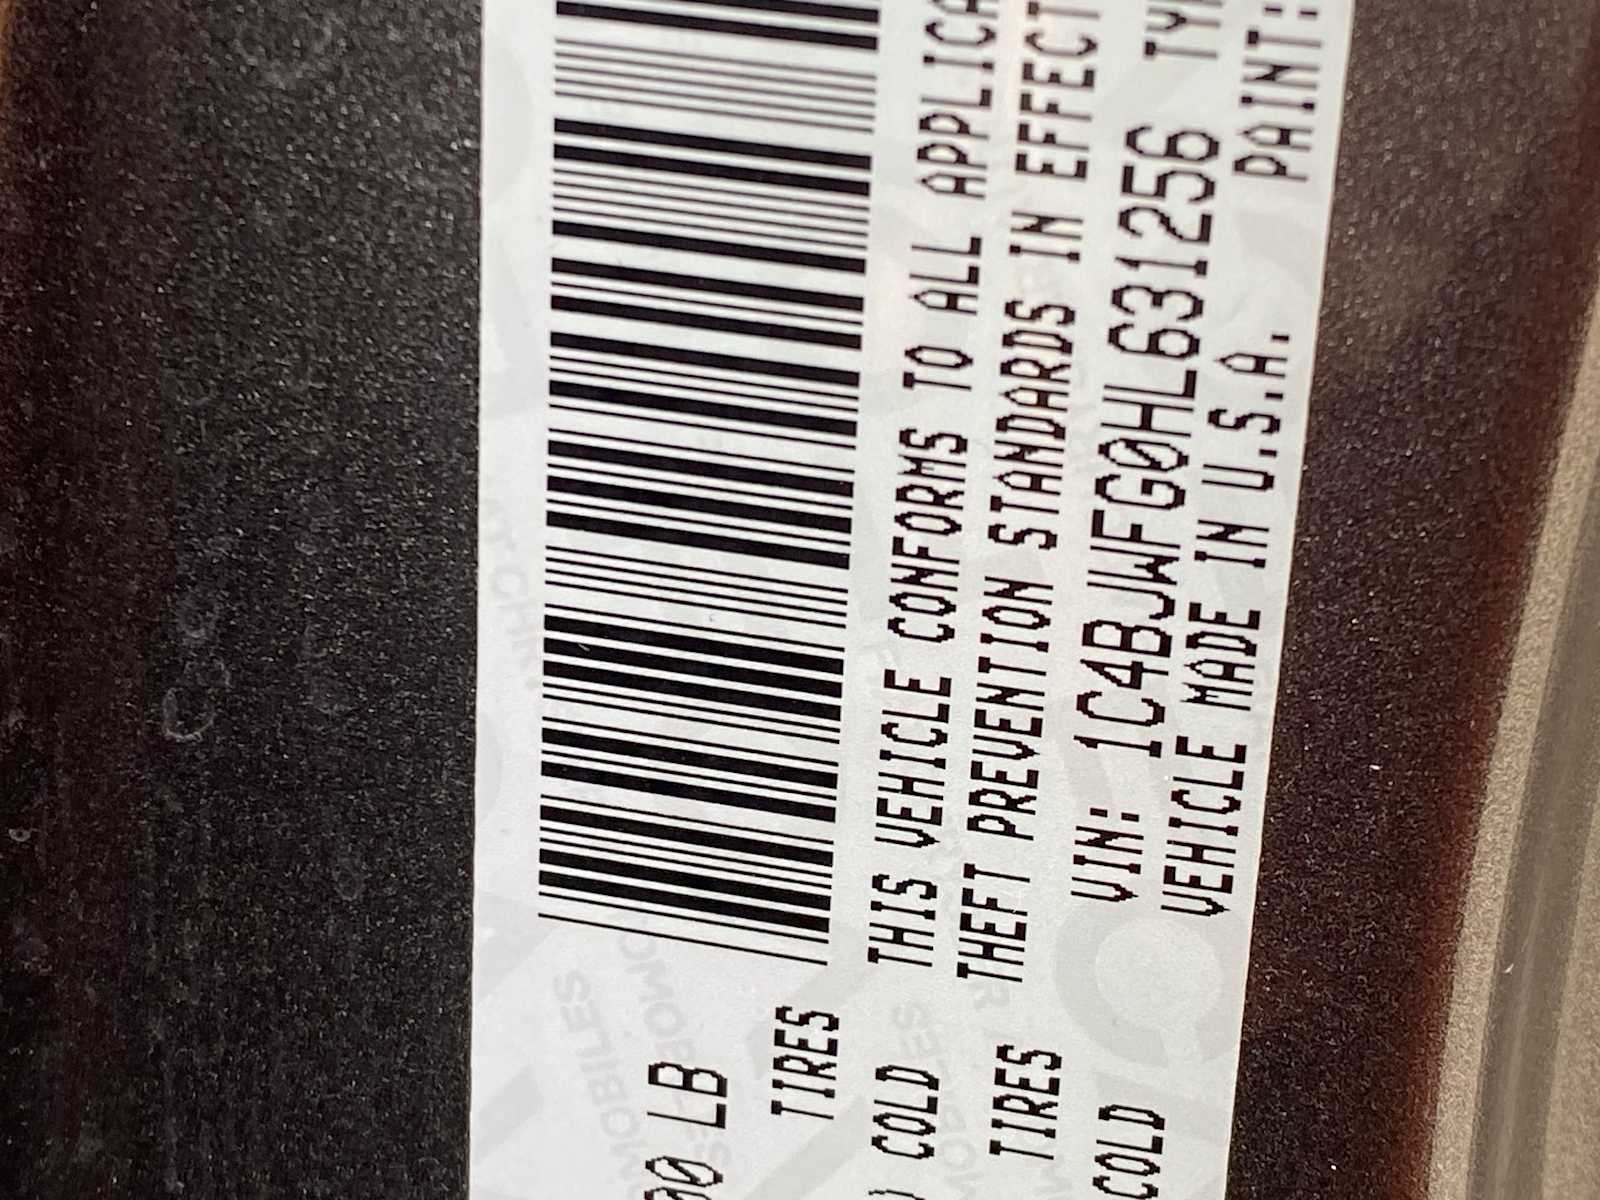 THIS VEHICLE CONFORMS TO ALL
THEFT PREVENTION STANDARDS IN EFFECT
VIN: 1C4BJWFG0HL631256
VEHICLE MADE IN U.S.A. PAINT:
LB
TIRES
COLD
TIRES
COLD